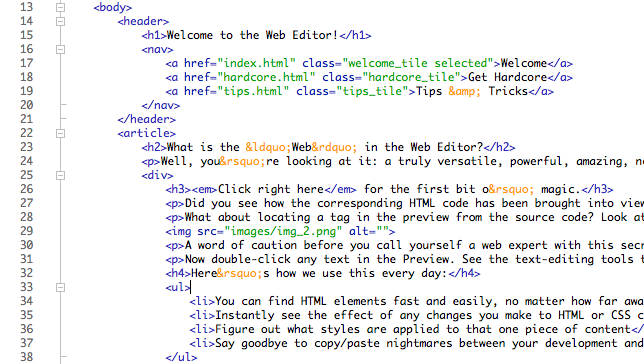 13 <body>
14 <header>
15 <h1>Welcome to the Web Editor!</h1>
16 <nav>
17 <a href="index.html" class="welcome_tile selected">Welcome</a>
18 <a href="hardcore.html" class="hardcore_tile">Get Hardcore</a>
19 <a href="tips.html" class="tips_tile">Tips &amp; Tricks</a>
20 </nav>
21 </header>
22 <article>
23 <h2>What is the &ldquo;Web&rdquo; in the Web Editor?</h2>
24 <p>Well, you&rsquo;re looking at it: a truly versatile, powerful, amazing,
25 <div>
26 <h3><em>Click right here</em> for the first bit o&rsquo; magic.</h3>
27 <p>Did you see how the corresponding HTML code has been brought into
28 <p>What about locating a tag in the preview from the source code? Look
29 <img src="images/img_2.png" alt="">
30 <p>A word of caution before you call yourself a web expert with this
31 <p>Now double-click any text in the Preview. See the text-editing tools
32 <h4>Here&rsquo;s how we use this every day:</h4>
33 <ul>
34 <li>You can find HTML elements fast and easily, no matter how far
35 <li>Instantly see the effect of any changes you make to HTML or CSS
36 <li>Figure out what styles are applied to that one piece of content</
37 <li>Say goodbye to copy/paste nightmares between your development and
38 </ul>